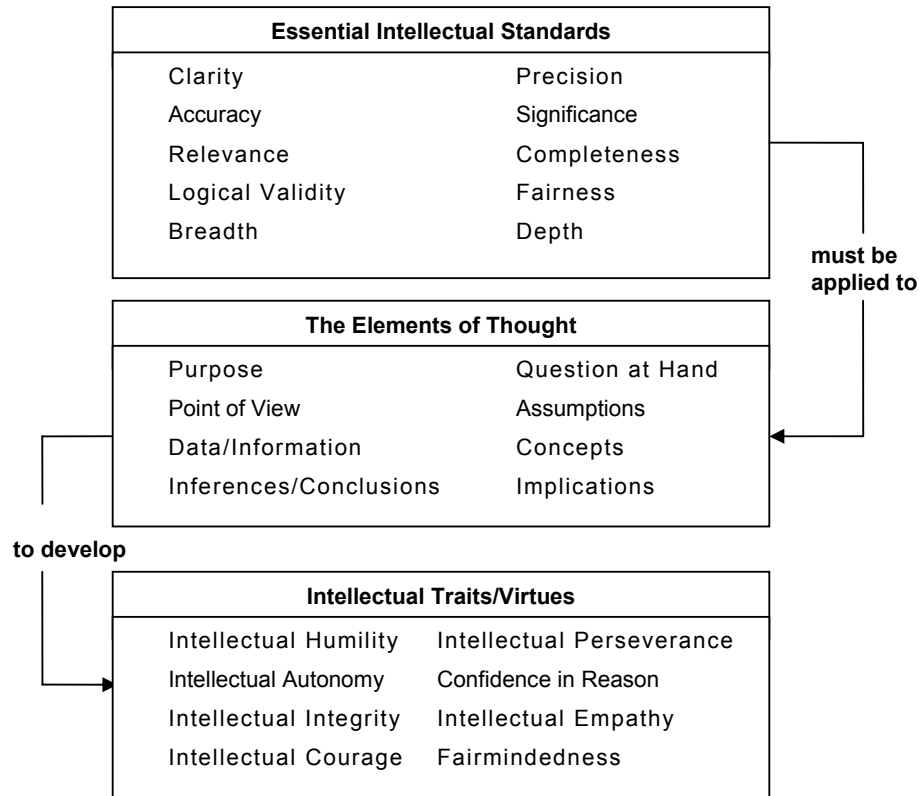 Essential Intellectual Standards
Clarity Precision
Accuracy Significance
Relevance Completeness
Logical Validity Fairness
Breadth Depth
must be
applied to
The Elements of Thought
Purpose Question at Hand
Point of View Assumptions
Data/Information Concepts
Inferences/Conclusions Implications
to develop
Intellectual Traits/Virtues
Intellectual Humility Intellectual Perseverance
Intellectual Autonomy Confidence in Reason
Intellectual Integrity Intellectual Empathy
Intellectual Courage Fairmindedness